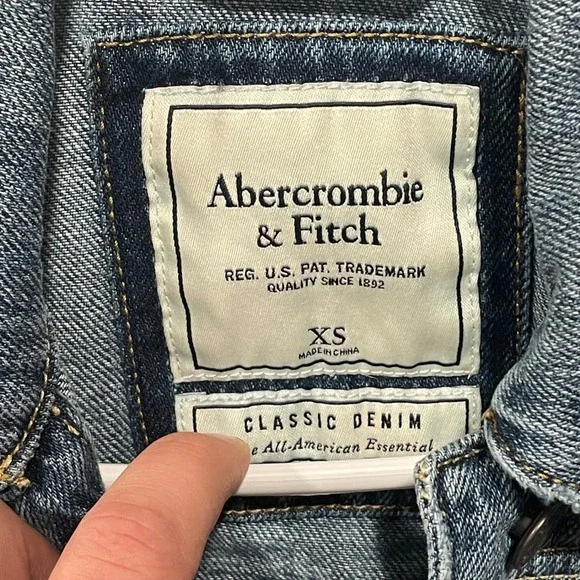 Abercrombie
& Fitch
REG. U.S. PAT. TRADEMARK
QUALITY SINCE 1892
XS
MADE IN CHINA
CLASSIC DENIM
All-American Essential